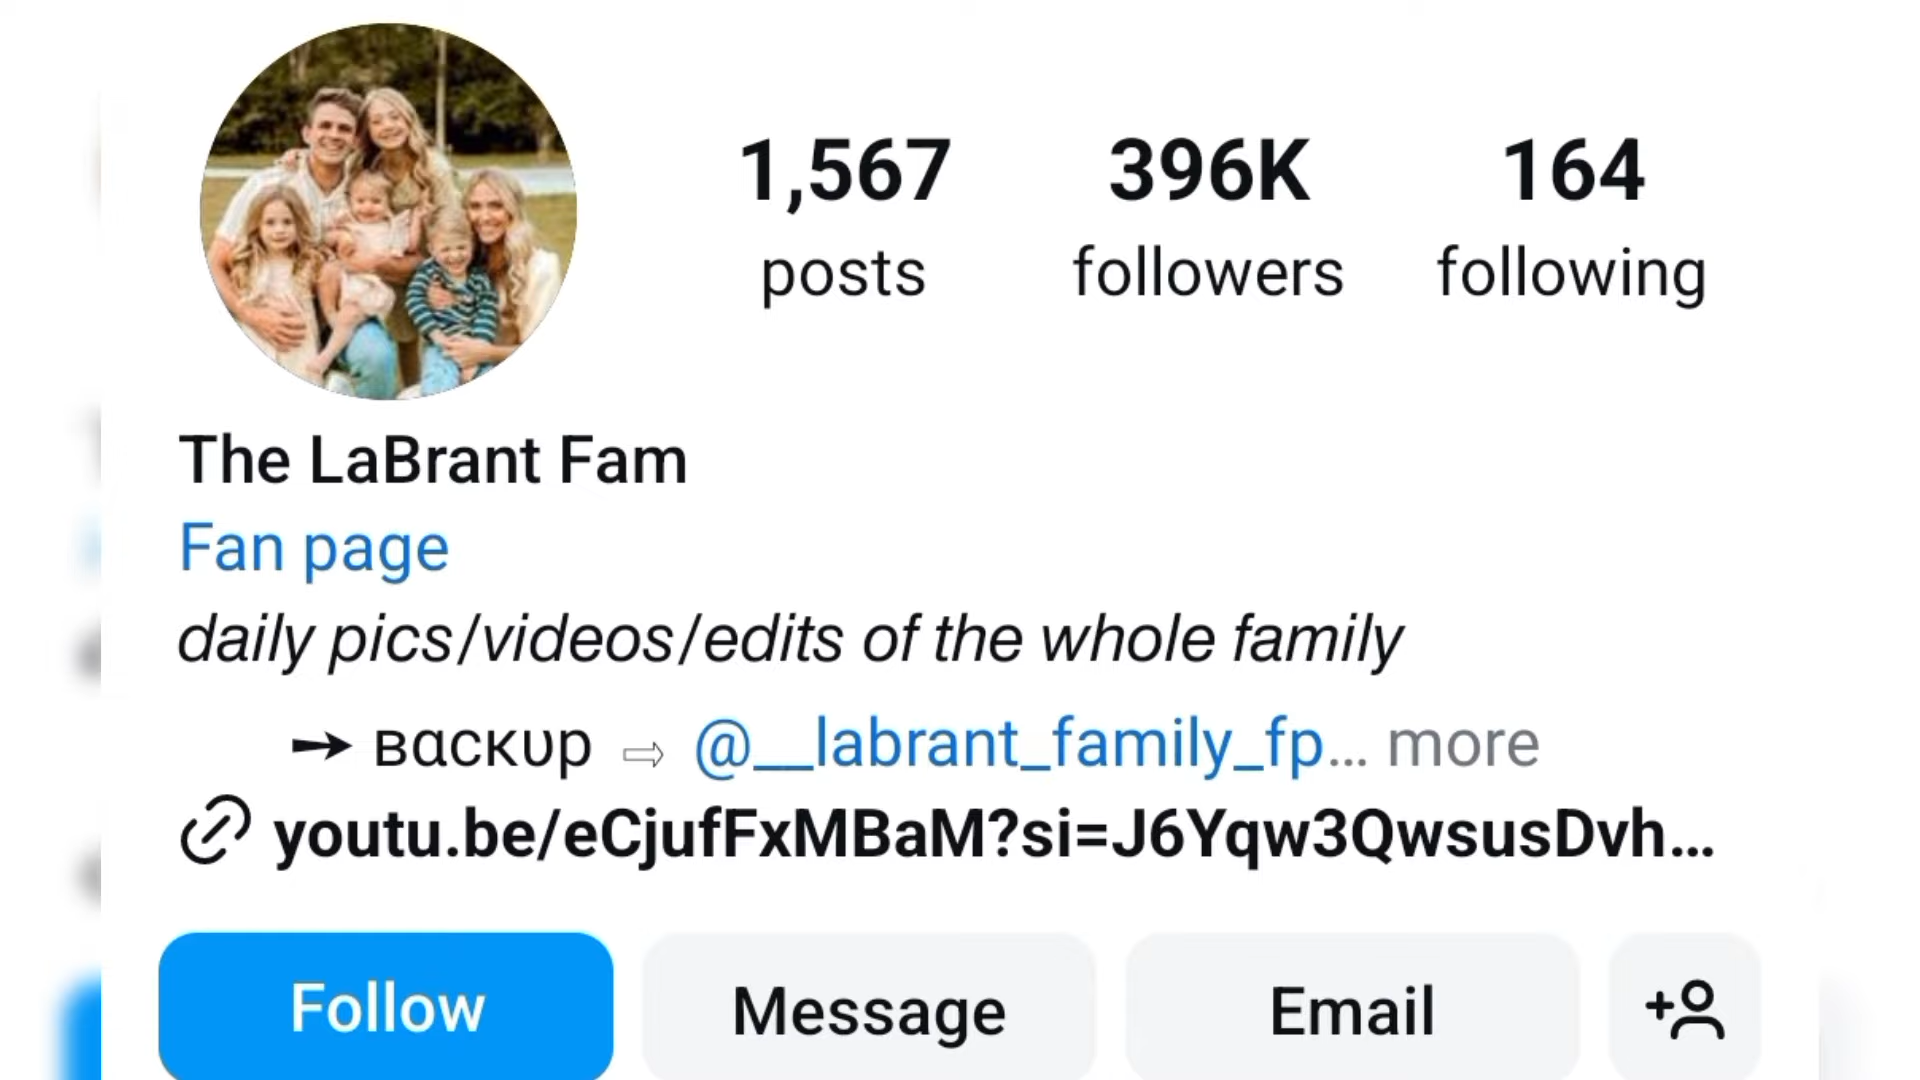 1,567 396K 164
posts followers following
The LaBrant Fam
Fan page
daily pics/videos/edits of the whole family
➙ вαcĸυp ⇨ @__labrant_family_fp... more
youtu.be/eCjufFxMBaM?si=J6Yqw3QwsusDvh...
Follow Message Email